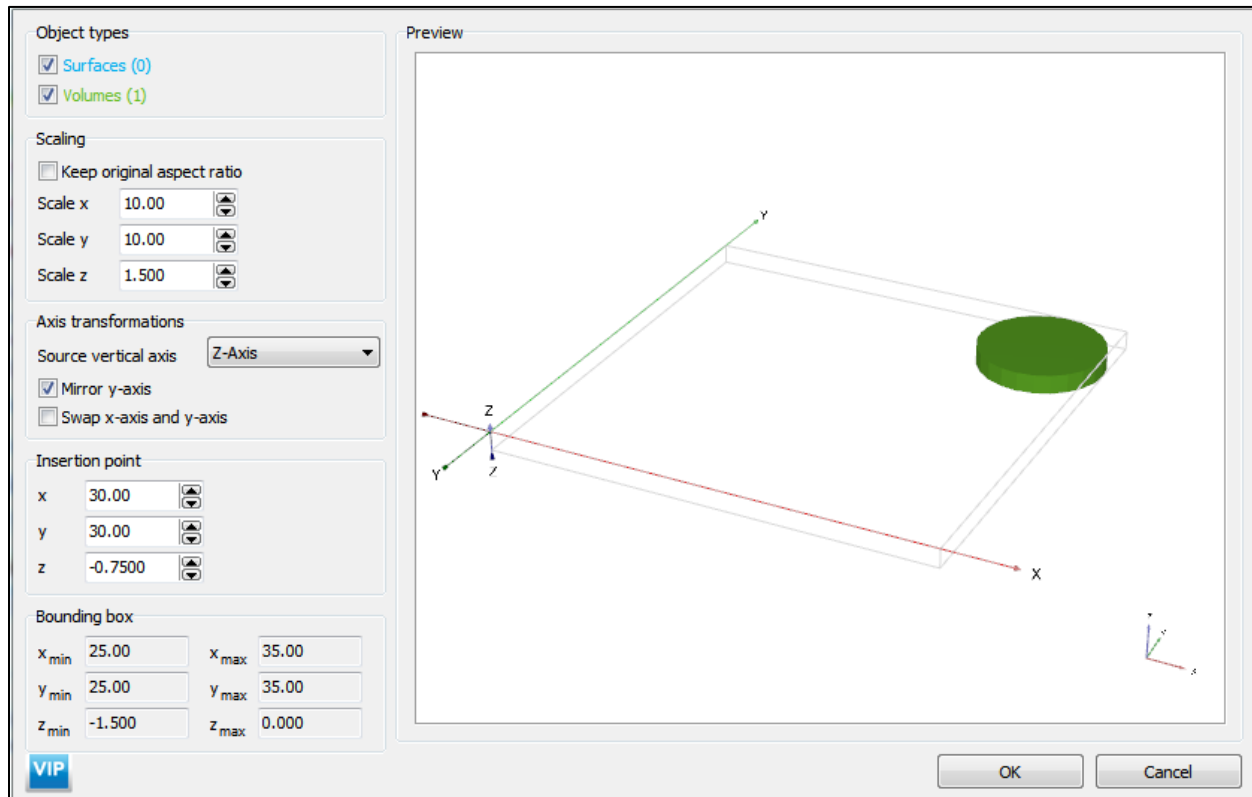 Object types
Surfaces (0)
Volumes (1)
Scaling
Keep original aspect ratio
Scale x 10.00
Scale y 10.00
Scale z 1.500
Axis transformations
Source vertical axis Z-Axis
Mirror y-axis
Swap x-axis and y-axis
Insertion point
x 30.00
y 30.00
z -0.7500
Bounding box
x min 25.00 x max 35.00
y min 25.00 y max 35.00
z min -1.500 z max 0.000
VIP
Preview
Y
Z
Y
Z
X
OK Cancel